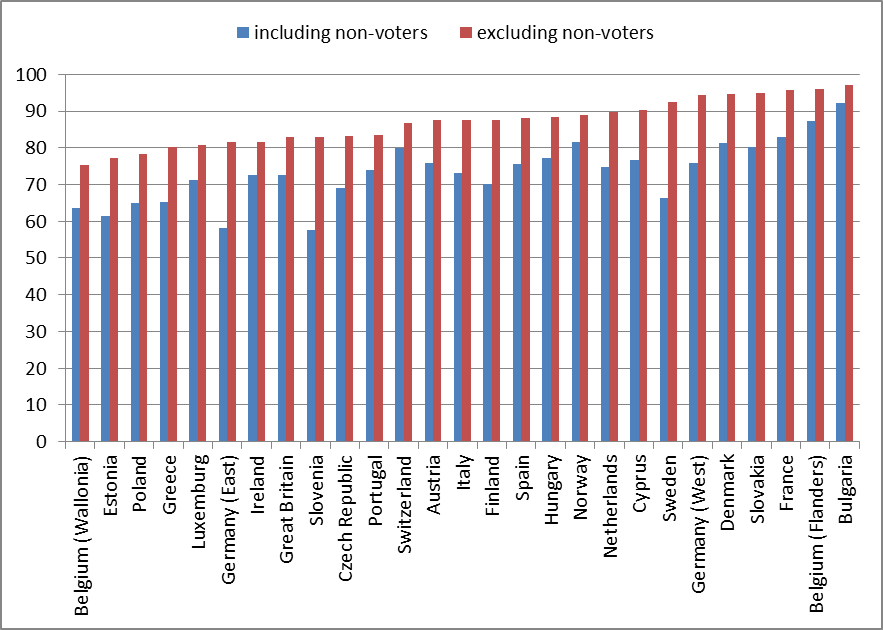 including non-voters excluding non-voters
100
90
80
70
60
50
40
30
20
10
0
Belgium (Wallonia)
Estonia
Poland
Greece
Luxemburg
Germany (East)
Ireland
Great Britain
Slovenia
Czech Republic
Portugal
Switzerland
Austria
Italy
Finland
Spain
Hungary
Norway
Netherlands
Cyprus
Sweden
Germany (West)
Denmark
Slovakia
France
Belgium (Flanders)
Bulgaria